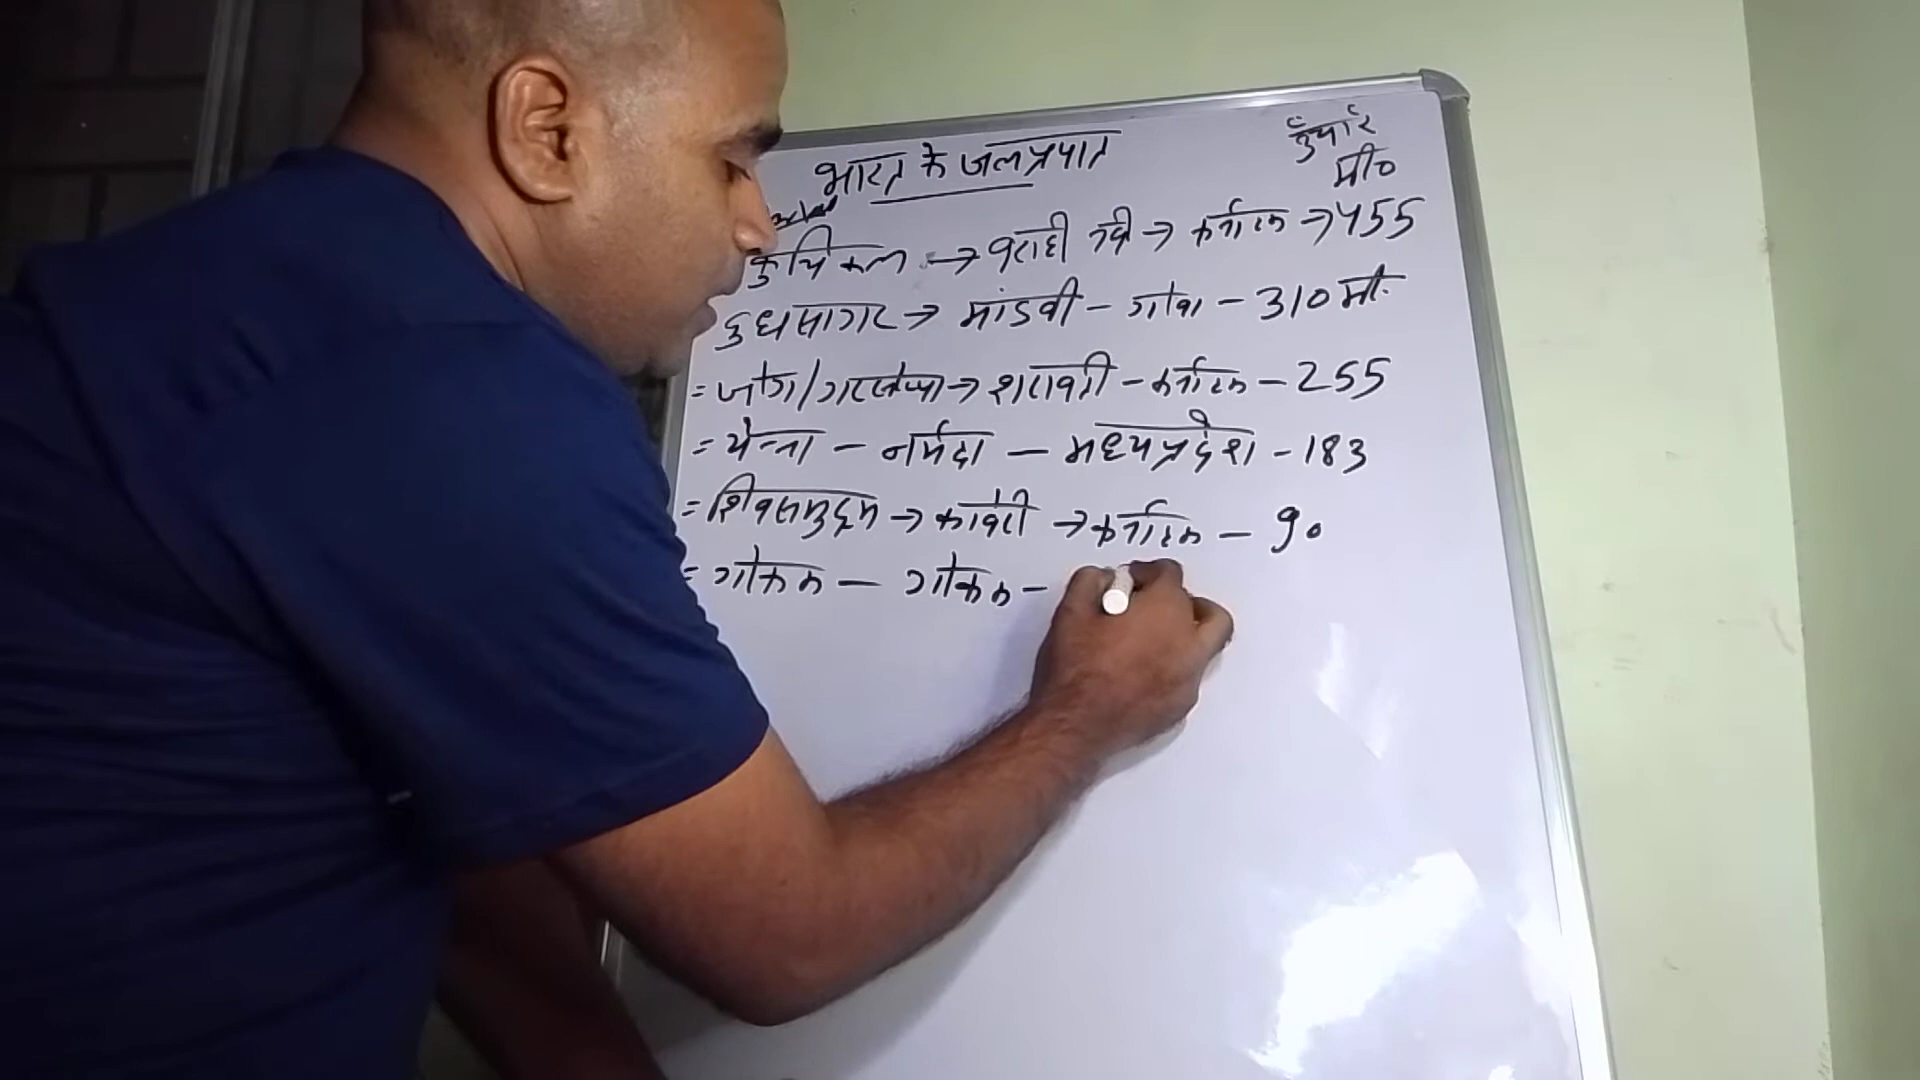 भारत के जलप्रपात
ऊंचाई
मी०
कुंचिकल → वराही नदी → कर्नाटक → 455
दुधसागर → मांडवी - गोवा - 310 मी.
= जोग/गरसोप्पा → शरावती - कर्नाटक - 255
= येन्ना - नर्मदा - मध्यप्रदेश - 183
= शिवसमुद्रम → कावेरी → कर्नाटक - 90
= गोकक - गोकक -